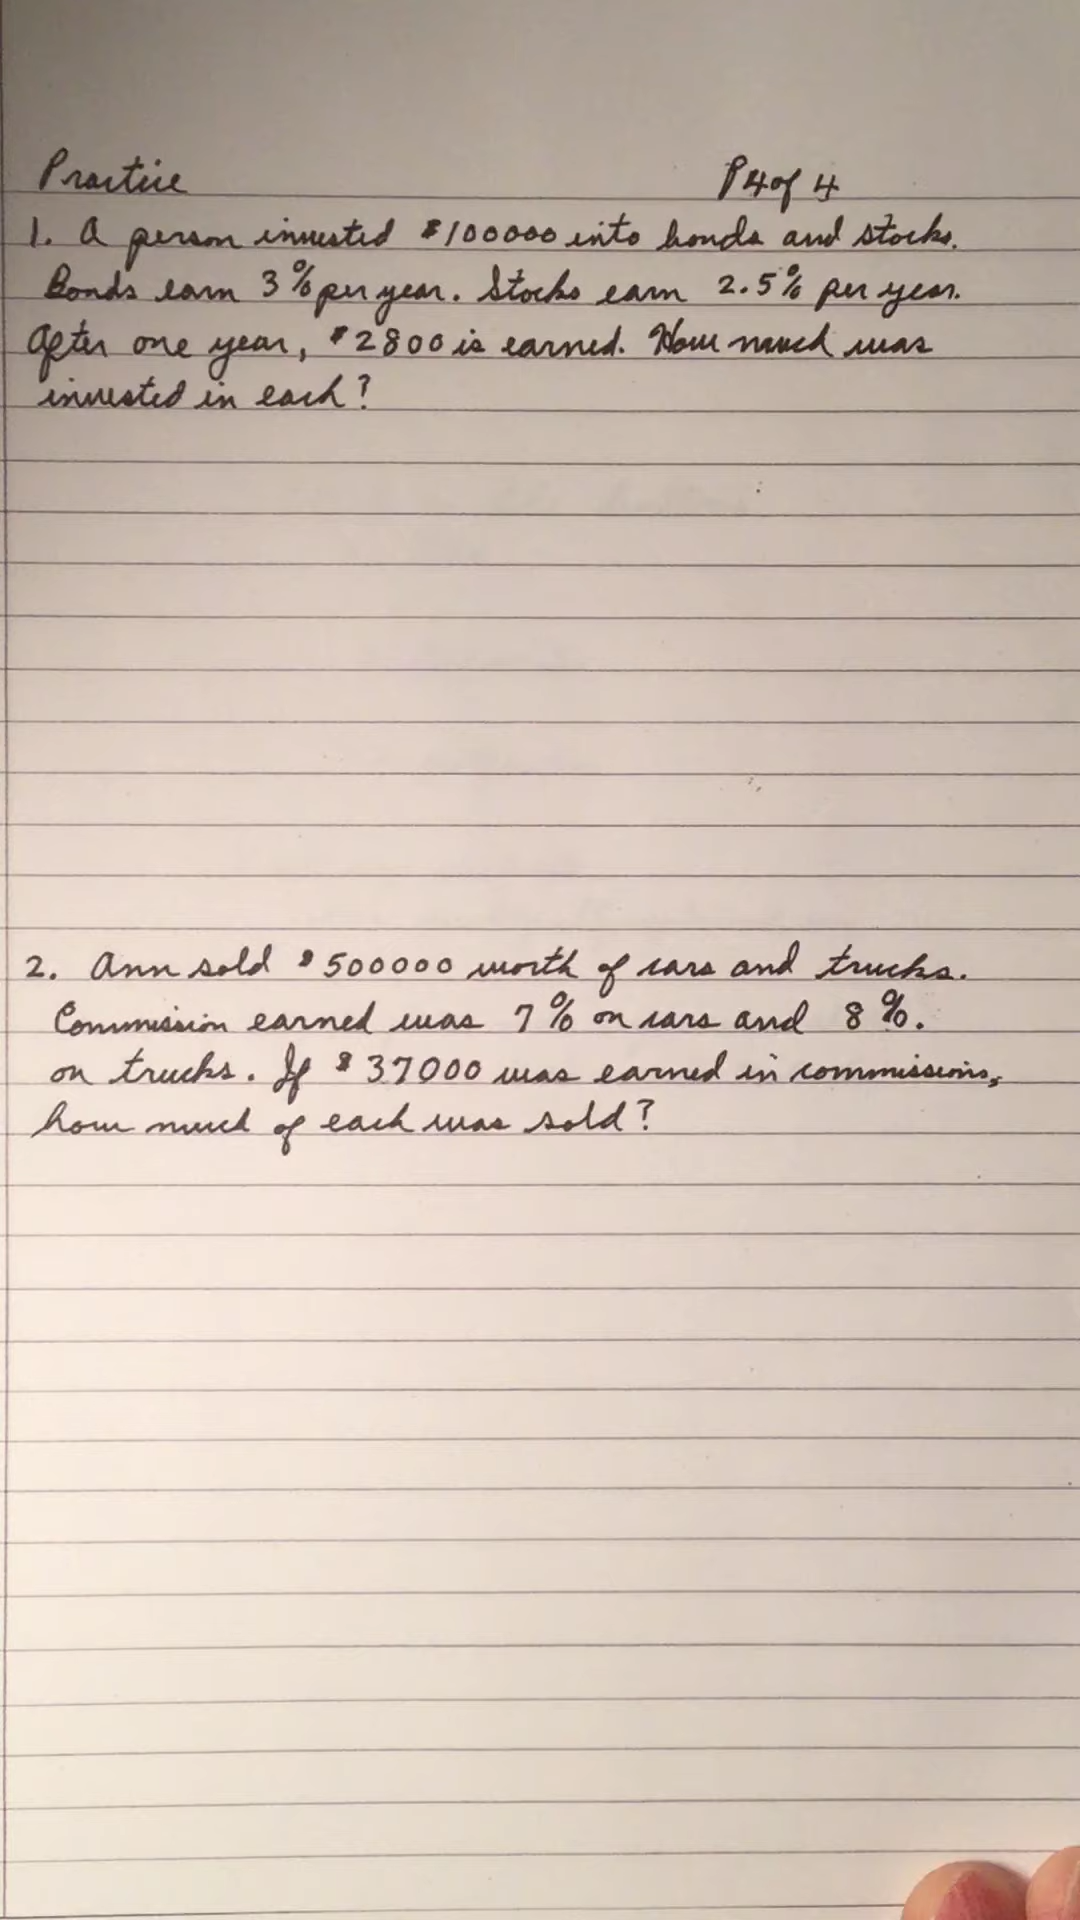 Practice P4 of 4
1. A person invested $100000 into bonds and stocks.
Bonds earn 3% per year. Stocks earn 2.5% per year.
After one year, $2800 is earned. How much was
invested in each?
2. Ann sold $500000 worth of cars and trucks.
Commission earned was 7% on cars and 8%.
on trucks. If $37000 was earned in commissions,
how much of each was sold?